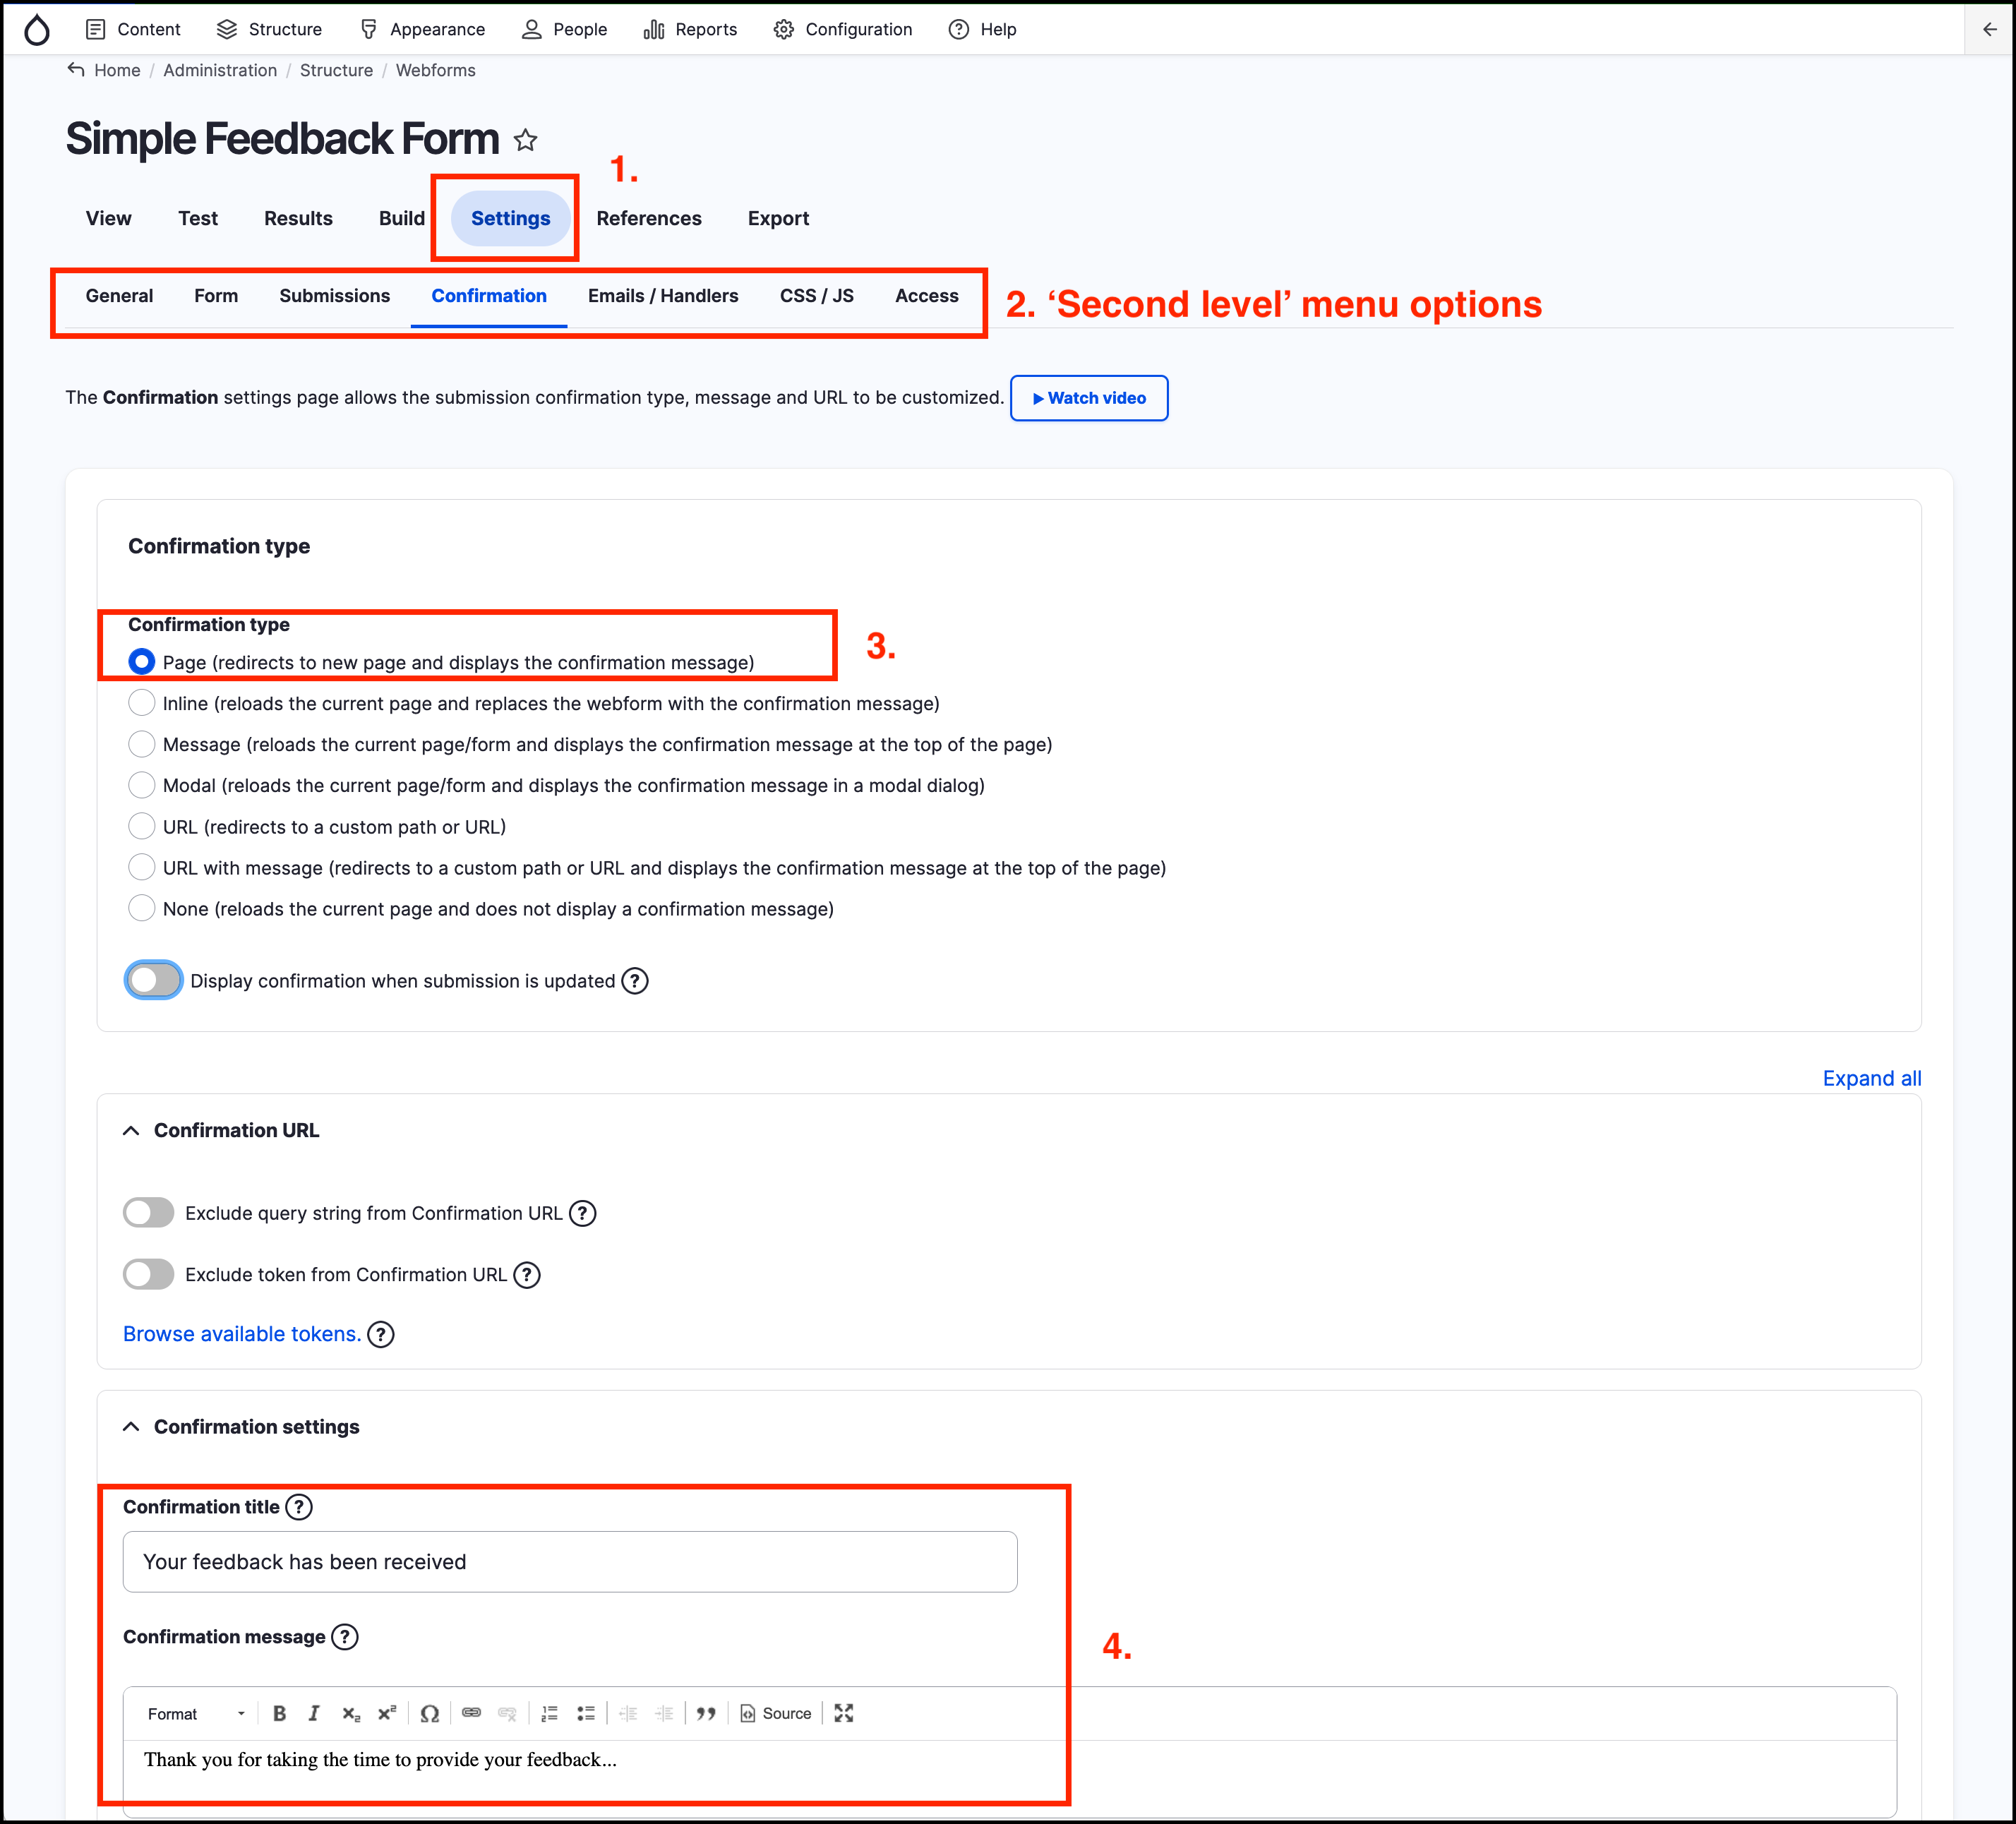 Content Structure Appearance People Reports Configuration Help
Home / Administration / Structure / Webforms
Simple Feedback Form
1.
View Test Results Build Settings References Export
General Form Submissions Confirmation Emails / Handlers CSS / JS Access
2. ‘Second level’ menu options
The Confirmation settings page allows the submission confirmation type, message and URL to be customized. Watch video
Confirmation type
Confirmation type
3.
Page (redirects to new page and displays the confirmation message)
Inline (reloads the current page and replaces the webform with the confirmation message)
Message (reloads the current page/form and displays the confirmation message at the top of the page)
Modal (reloads the current page/form and displays the confirmation message in a modal dialog)
URL (redirects to a custom path or URL)
URL with message (redirects to a custom path or URL and displays the confirmation message at the top of the page)
None (reloads the current page and does not display a confirmation message)
Display confirmation when submission is updated ?
Expand all
Confirmation URL
Exclude query string from Confirmation URL ?
Exclude token from Confirmation URL ?
Browse available tokens. ?
Confirmation settings
Confirmation title ?
Your feedback has been received
Confirmation message ?
4.
Format B I x₂ x² Ω Source
Thank you for taking the time to provide your feedback...